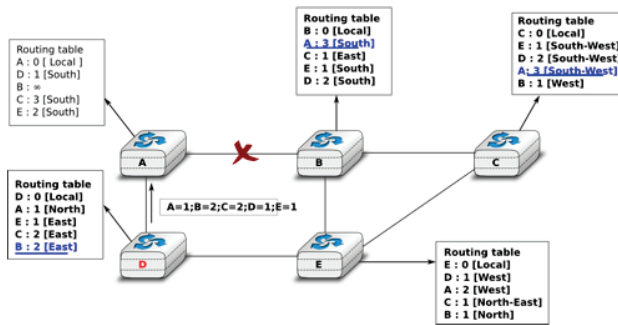 Routing table
A : 0 [ Local ]
D : 1 [South]
B : ∞
C : 3 [South]
E : 2 [South]
Routing table
B : 0 [Local]
A : 3 [South]
C : 1 [East]
E : 1 [South]
D : 2 [South]
Routing table
C : 0 [Local]
E : 1 [South-West]
D : 2 [South-West]
A: 3 [South-West]
B : 1 [West]
A
B
C
Routing table
D : 0 [Local]
A : 1 [North]
E : 1 [East]
C : 2 [East]
B : 2 [East]
A=1;B=2;C=2;D=1;E=1
D
E
Routing table
E : 0 [Local]
D : 1 [West]
A : 2 [West]
C : 1 [North-East]
B : 1 [North]